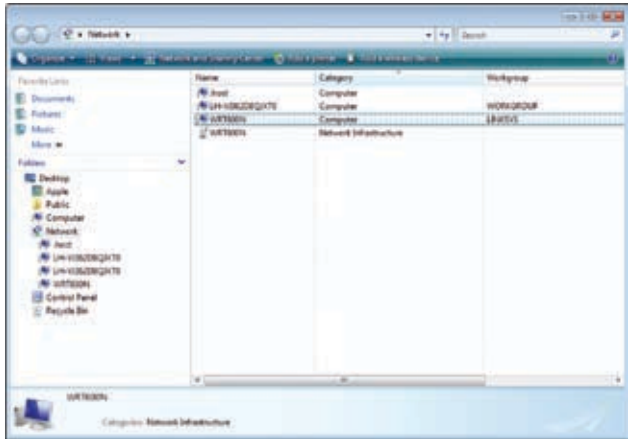 Network
Search
Organize Views Network and Sharing Center Add a printer Add a wireless device
Favorite Links
Documents
Pictures
Music
More
Folders
Desktop
Apple
Public
Computer
Network
Control Panel
Recycle Bin
Name Category Workgroup
Computer
Computer WORKGROUP
WRT600N Computer LINKSYS
WRT600N Network Infrastructure
WRT600N
Categories: Network Infrastructure